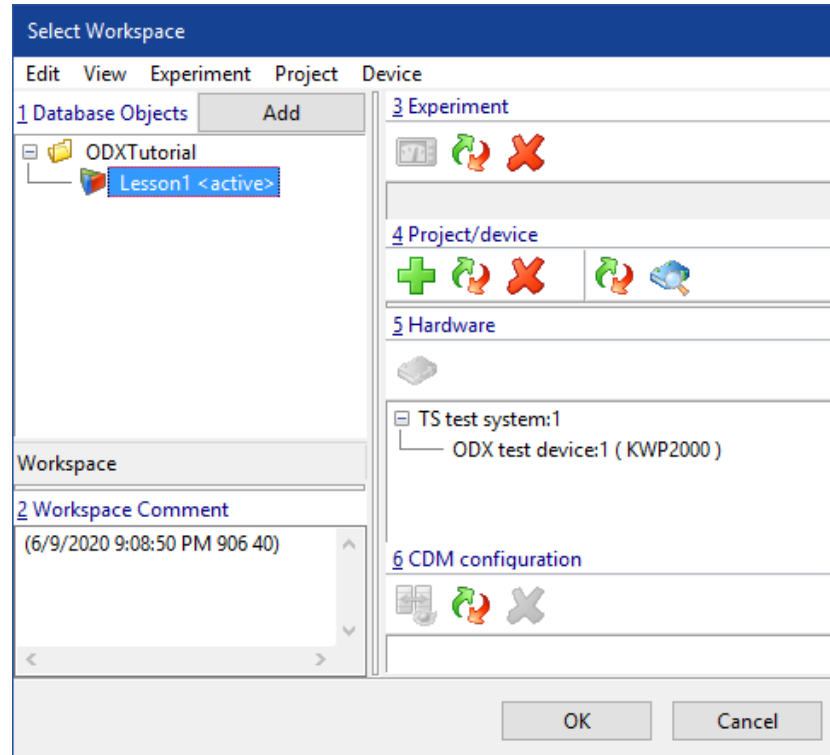 Select Workspace
Edit View Experiment Project Device
1 Database Objects Add
ODXTutorial
Lesson1 <active>
Workspace
2 Workspace Comment
(6/9/2020 9:08:50 PM 906 40)
3 Experiment
4 Project/device
5 Hardware
TS test system:1
ODX test device:1 ( KWP2000 )
6 CDM configuration
OK Cancel